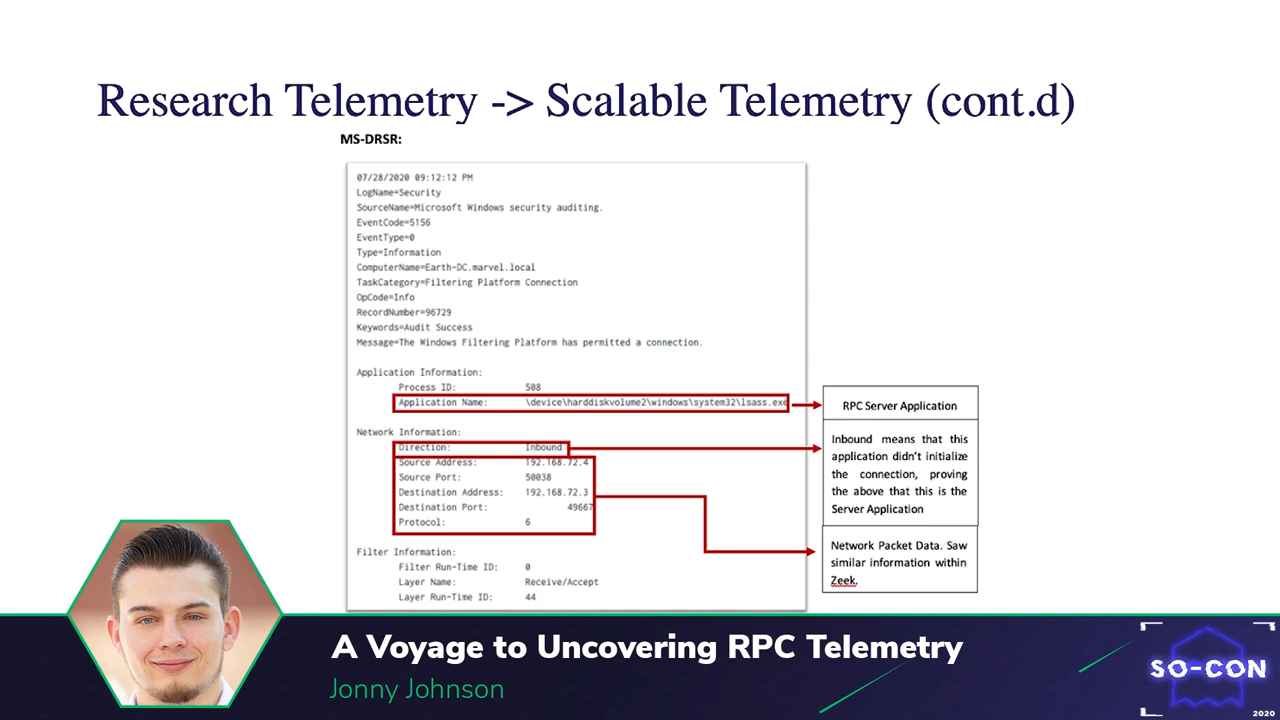 Research Telemetry -> Scalable Telemetry (cont.d)
MS-DRSR:
07/28/2020 09:12:12 PM
LogName=Security
SourceName=Microsoft Windows security auditing.
EventCode=5156
EventType=0
Type=Information
ComputerName=Earth-DC.marvel.local
TaskCategory=Filtering Platform Connection
OpCode=Info
RecordNumber=96729
Keywords=Audit Success
Message=The Windows Filtering Platform has permitted a connection.
Application Information:
Process ID: 508
Application Name: \device\harddiskvolume2\windows\system32\lsass.exe
RPC Server Application
Network Information:
Direction: Inbound
Source Address: 192.168.72.4
Source Port: 50038
Destination Address: 192.168.72.3
Destination Port: 49667
Protocol: 6
Inbound means that this
application didn't initialize
the connection, proving
the above that this is the
Server Application
Filter Information:
Filter Run-Time ID: 0
Layer Name: Receive/Accept
Layer Run-Time ID: 44
Network Packet Data. Saw
similar information within
Zeek.
A Voyage to Uncovering RPC Telemetry
Jonny Johnson
SO-CON
2020